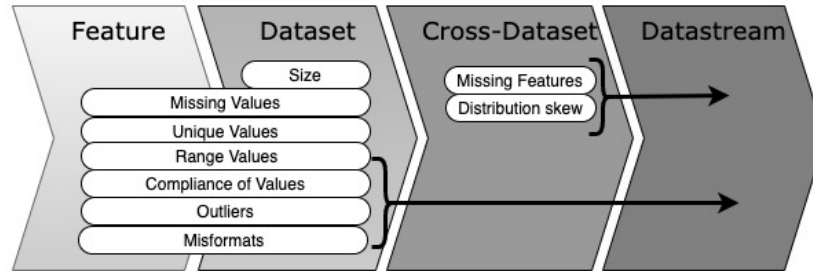 Feature
Dataset
Cross-Dataset
Datastream
Size
Missing Values
Unique Values
Range Values
Compliance of Values
Outliers
Misformats
Missing Features
Distribution skew